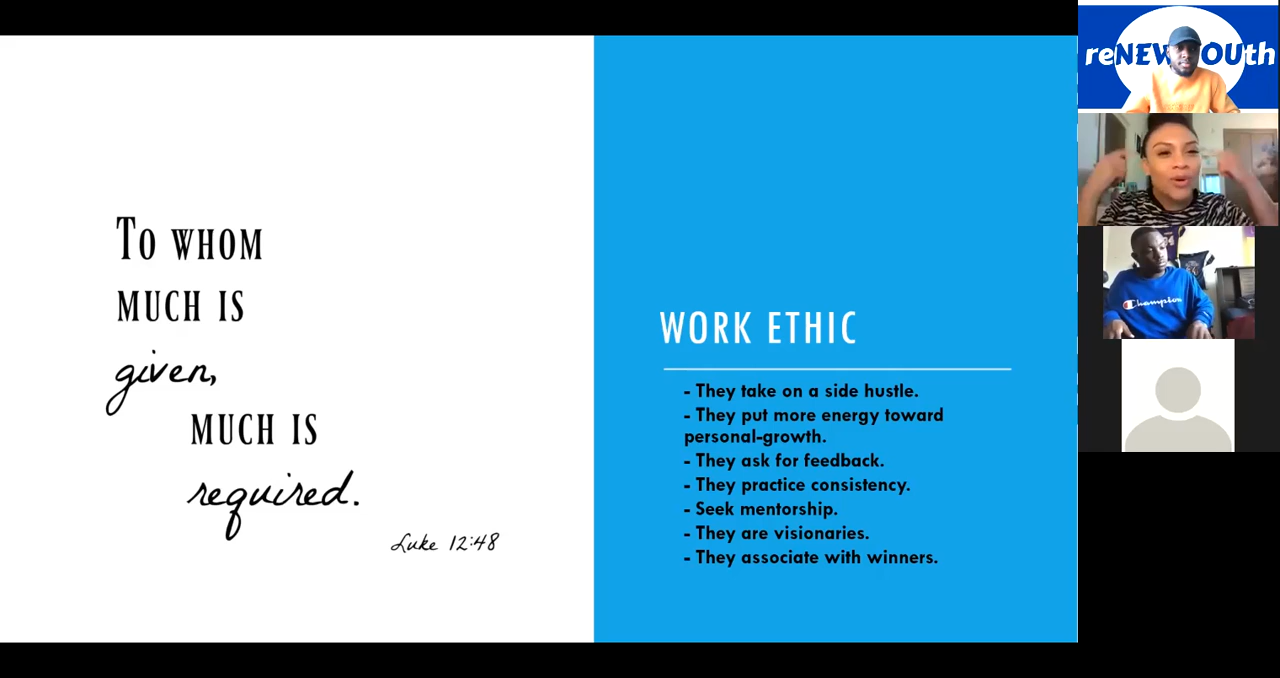 To whom
much is
given,
much is
required.
Luke 12:48
WORK ETHIC
- They take on a side hustle.
- They put more energy toward
personal-growth.
- They ask for feedback.
- They practice consistency.
- Seek mentorship.
- They are visionaries.
- They associate with winners.
Champion